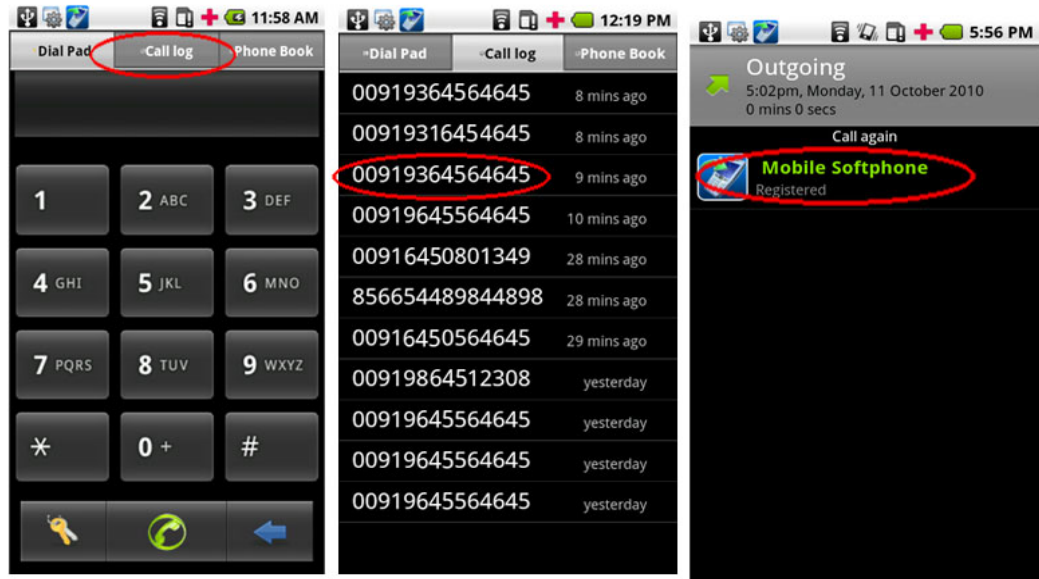 11:58 AM
Dial Pad Call log Phone Book
1 2 ABC 3 DEF
4 GHI 5 JKL 6 MNO
7 PQRS 8 TUV 9 WXYZ
* 0 + #
12:19 PM
Dial Pad Call log Phone Book
00919364564645 8 mins ago
00919316454645 8 mins ago
00919364564645 9 mins ago
00919645564645 10 mins ago
00916450801349 28 mins ago
856654489844898 28 mins ago
00916450564645 29 mins ago
00919864512308 yesterday
00919645564645 yesterday
00919645564645 yesterday
00919645564645 yesterday
5:56 PM
Outgoing
5:02pm, Monday, 11 October 2010
0 mins 0 secs
Call again
Mobile Softphone
Registered